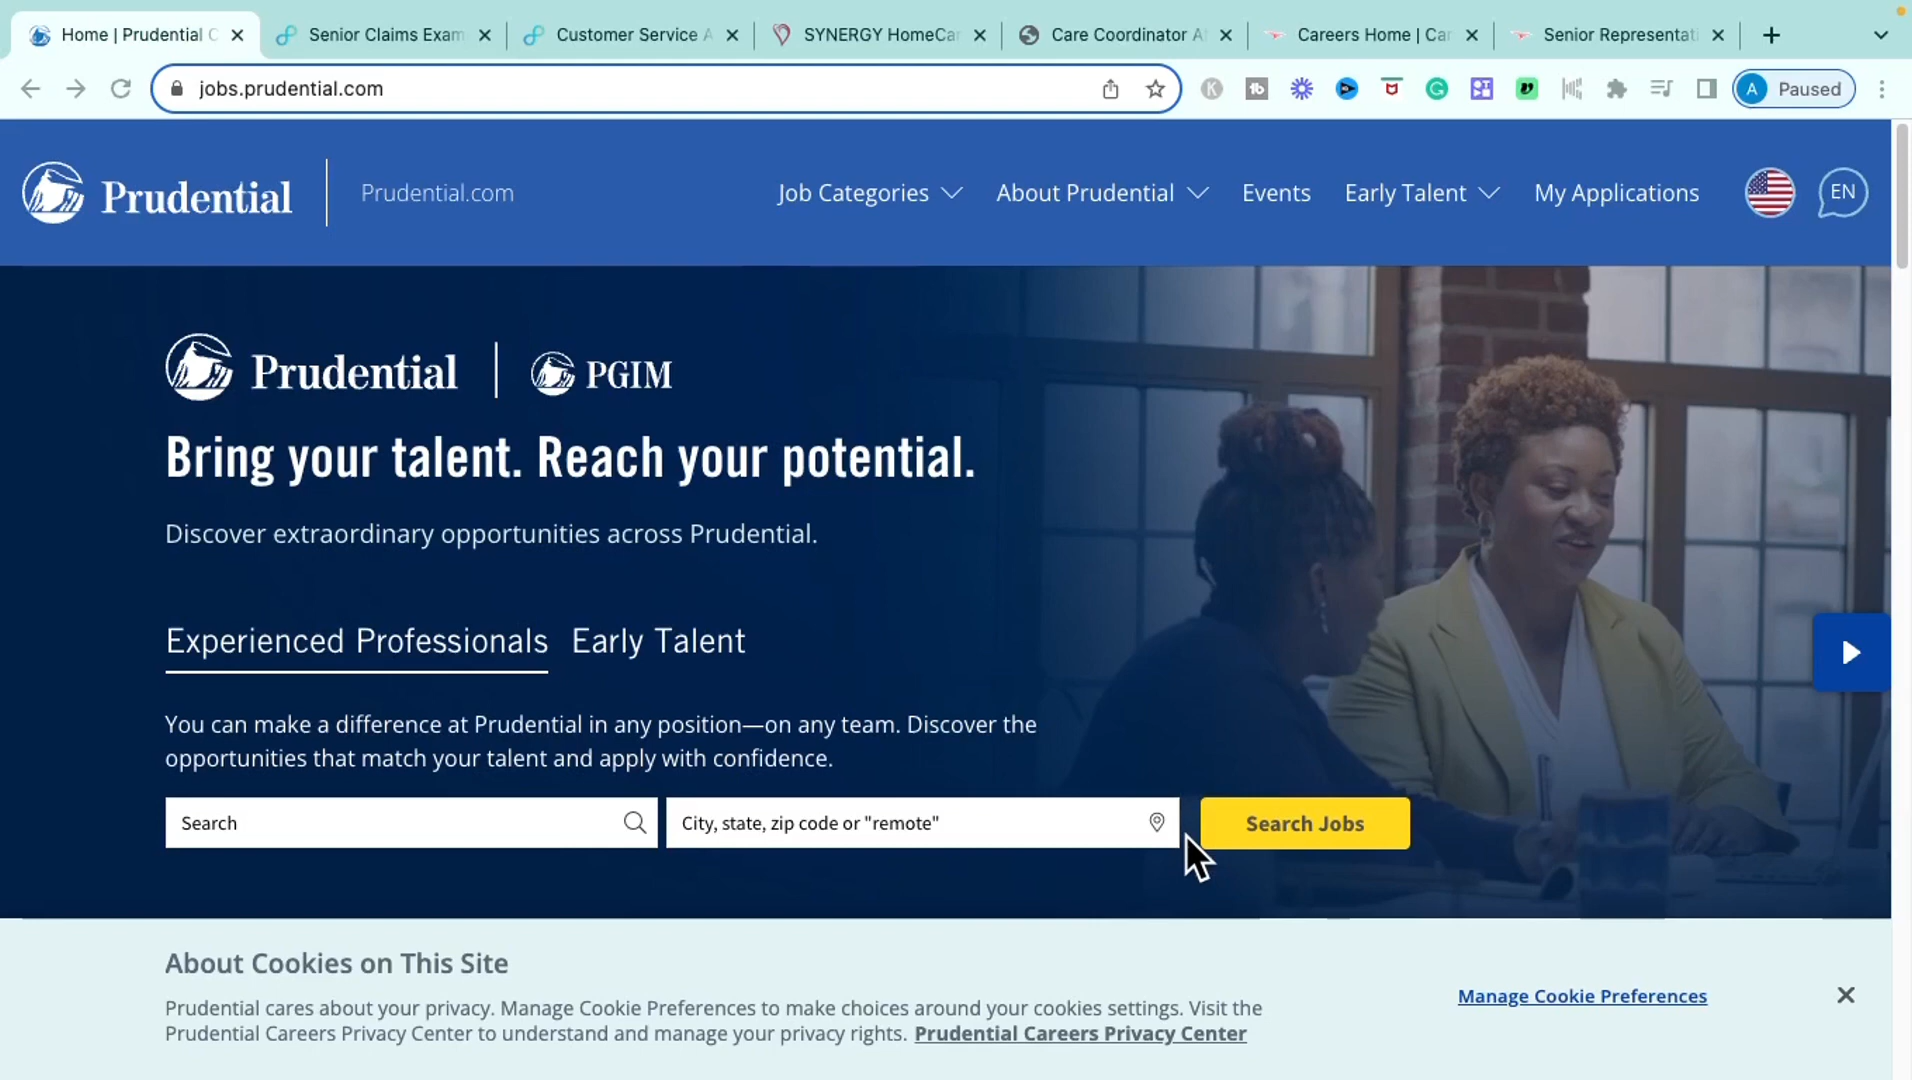 Home | Prudential C
Senior Claims Exam
Customer Service A
SYNERGY HomeCar
Care Coordinator A
Careers Home | Car
Senior Representati
jobs.prudential.com
K
tb
A Paused
Prudential
Prudential.com
Job Categories
About Prudential
Events
Early Talent
My Applications
EN
Prudential | PGIM
Bring your talent. Reach your potential.
Discover extraordinary opportunities across Prudential.
Experienced Professionals
Early Talent
You can make a difference at Prudential in any position—on any team. Discover the
opportunities that match your talent and apply with confidence.
Search
City, state, zip code or "remote"
Search Jobs
About Cookies on This Site
Prudential cares about your privacy. Manage Cookie Preferences to make choices around your cookies settings. Visit the
Prudential Careers Privacy Center to understand and manage your privacy rights. Prudential Careers Privacy Center
Manage Cookie Preferences